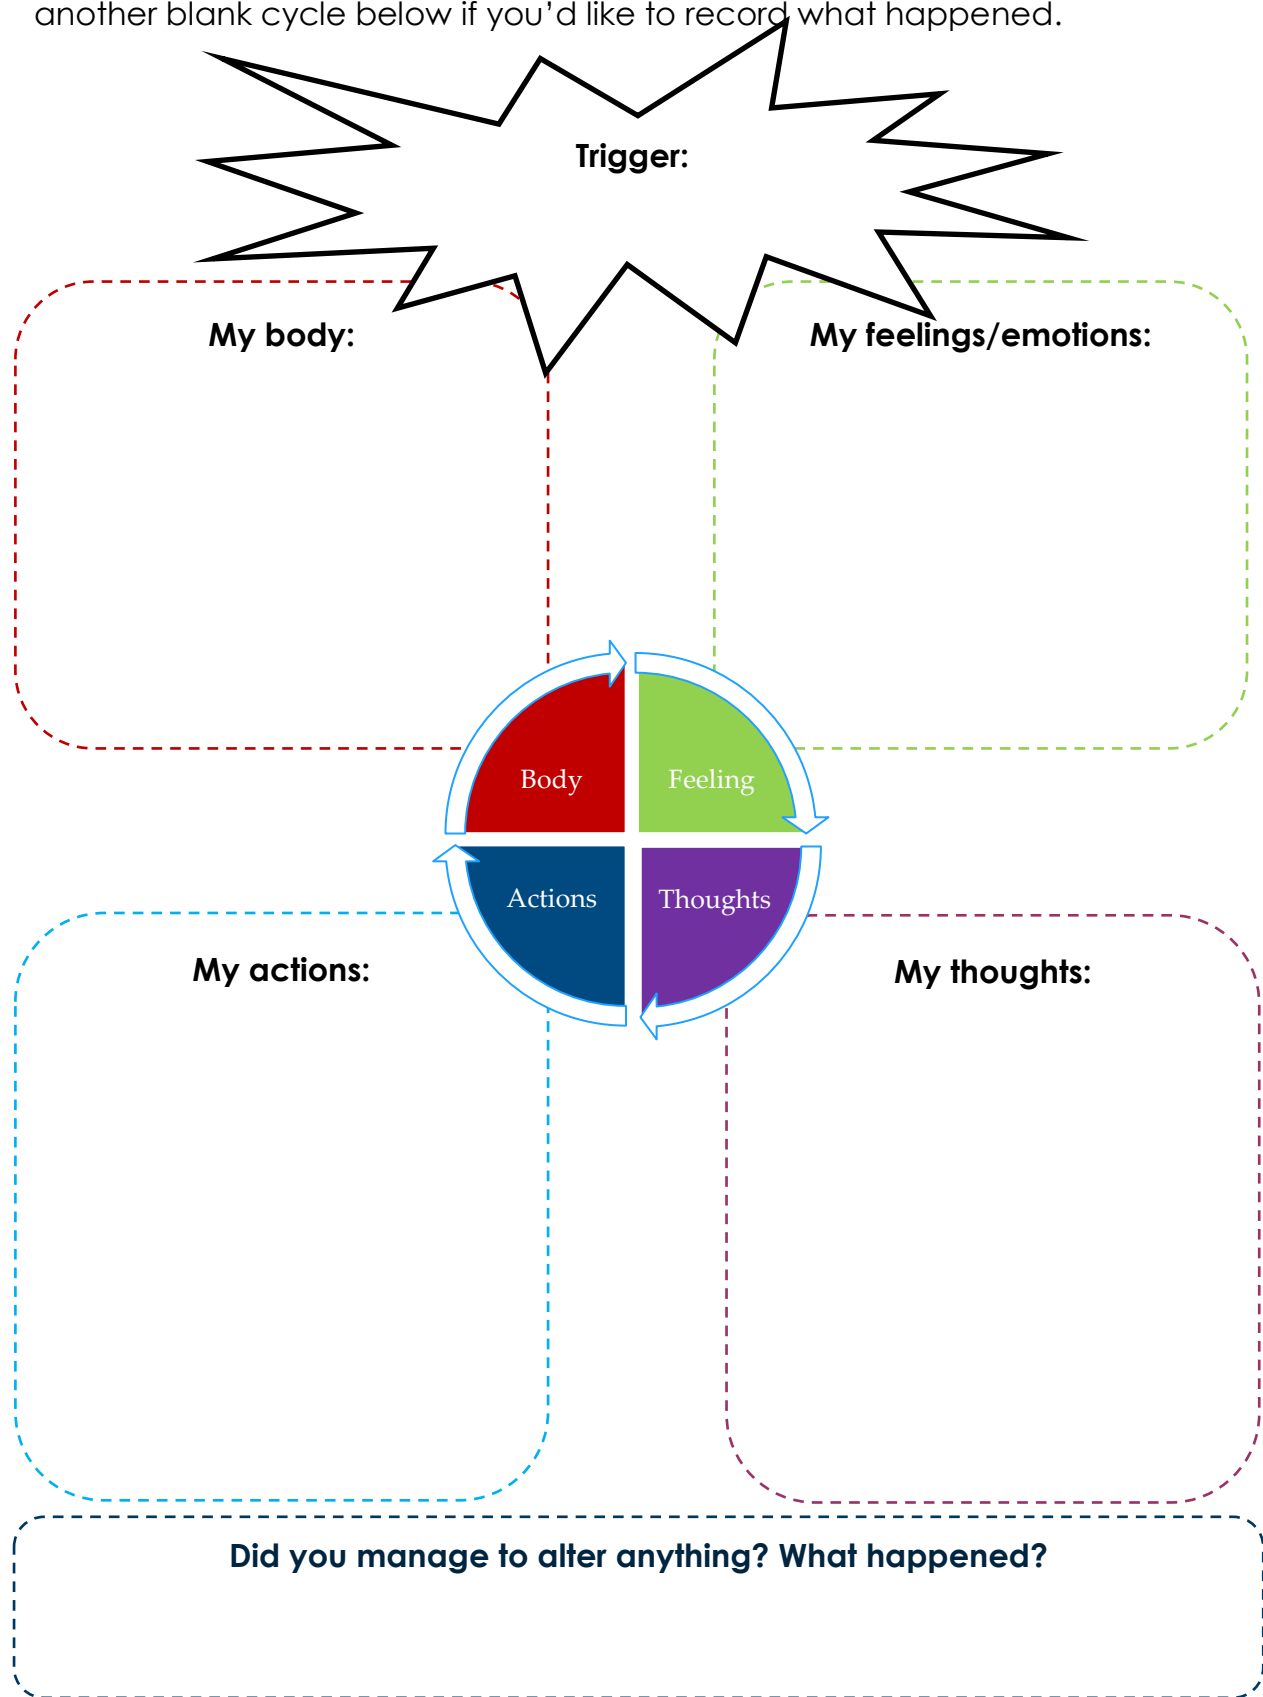 another blank cycle below if you’d like to record what happened.
Trigger:
My body:
My feelings/emotions:
Body
Feeling
Actions
Thoughts
My actions:
My thoughts:
Did you manage to alter anything? What happened?